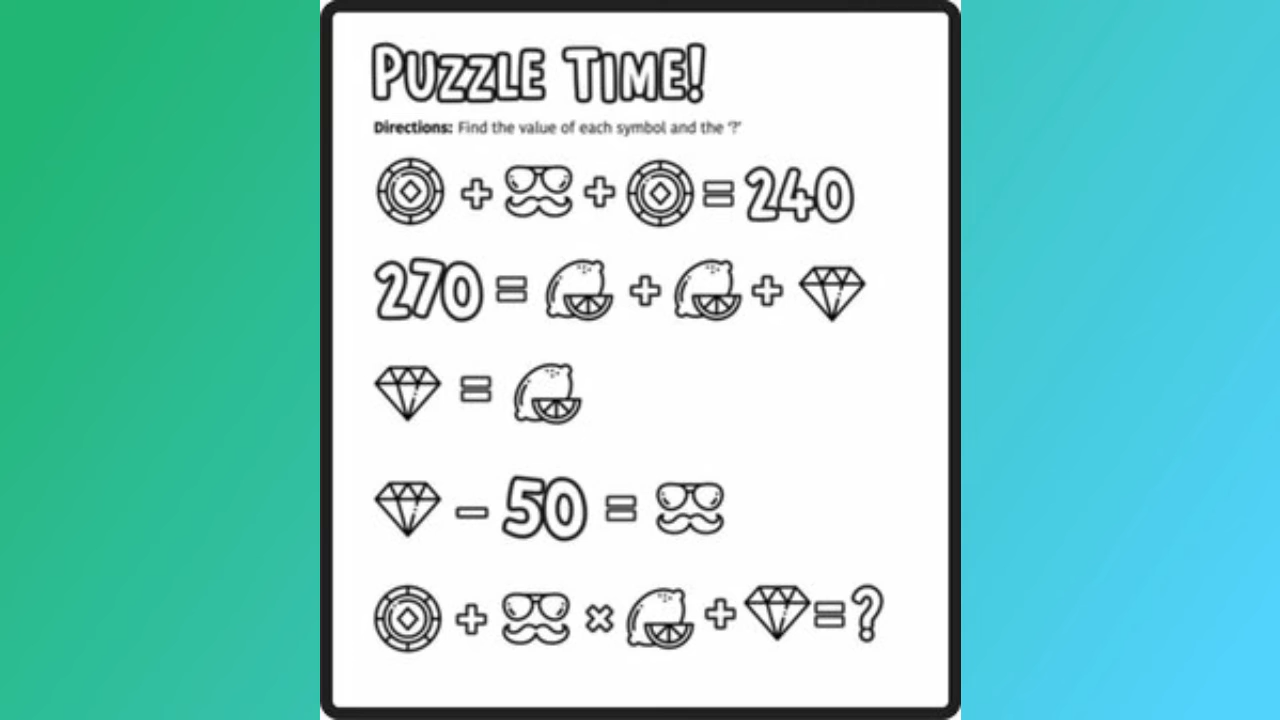 PUZZLE TIME!
Directions: Find the value of each symbol and the '?'
+ + = 240
270 = + +
=
- 50 =
+ × + = ?